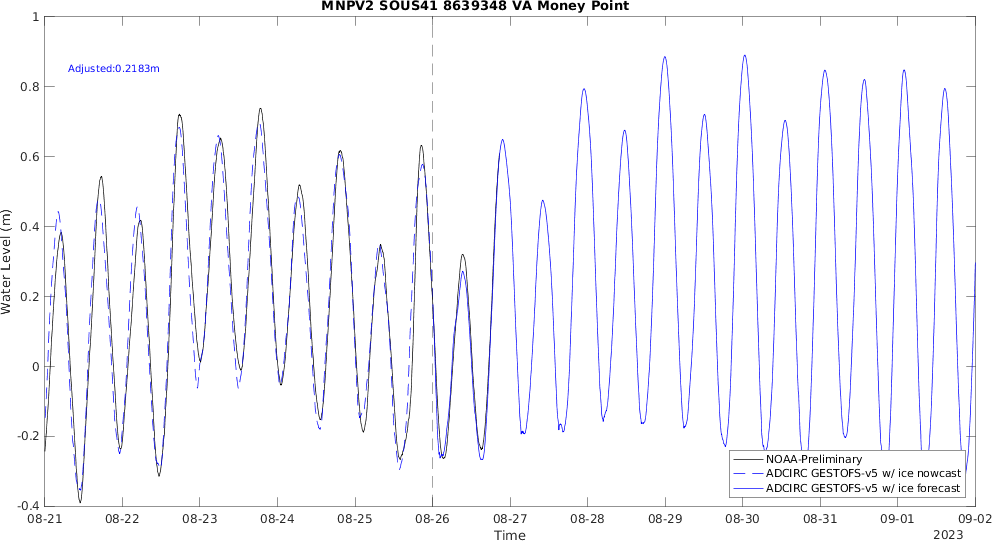 MNPV2 SOUS41 8639348 VA Money Point
Adjusted:0.2183m
Water Level (m)
1
0.8
0.6
0.4
0.2
0
-0.2
-0.4
NOAA-Preliminary
ADCIRC GESTOFS-v5 w/ ice nowcast
ADCIRC GESTOFS-v5 w/ ice forecast
08-21 08-22 08-23 08-24 08-25 08-26 08-27 08-28 08-29 08-30 08-31 09-01 09-02
Time
2023